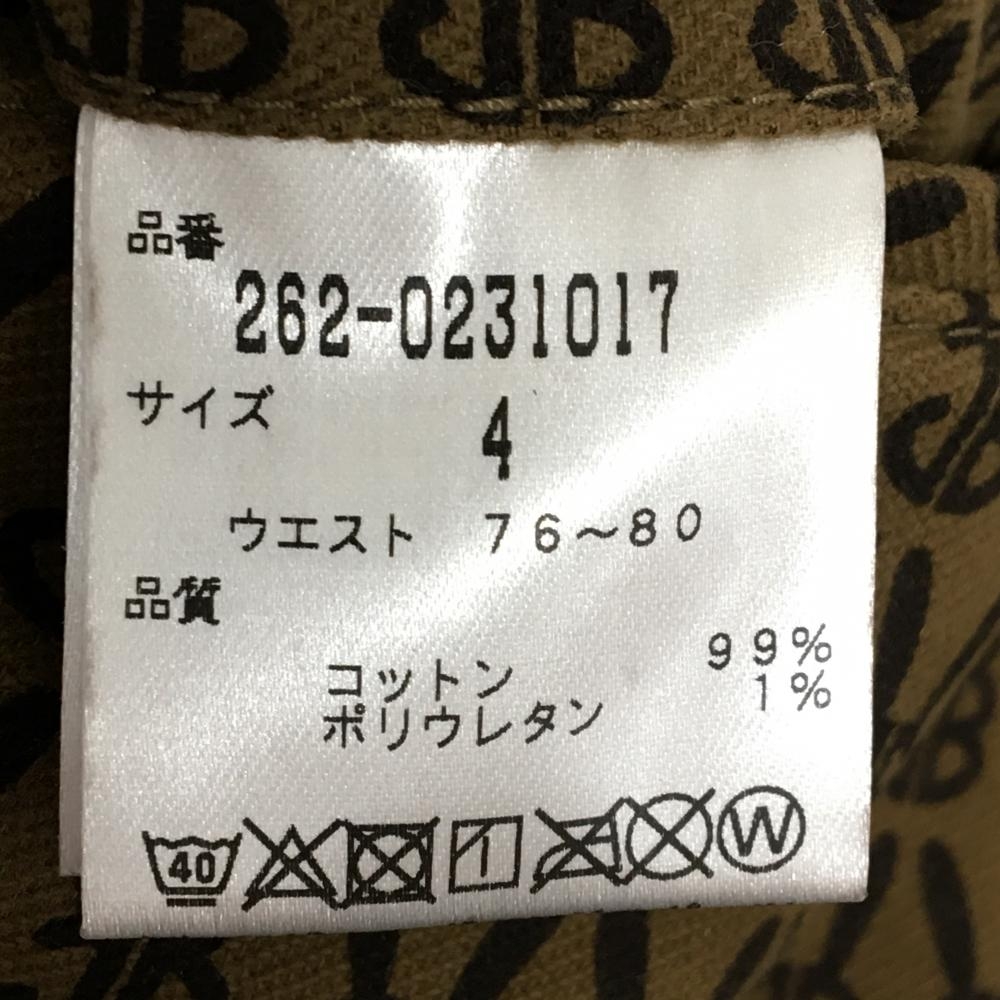 品番
262-0231017
サイズ 4
ウエスト 76～80
品質
コットン 99%
ポリウレタン 1%
40 W